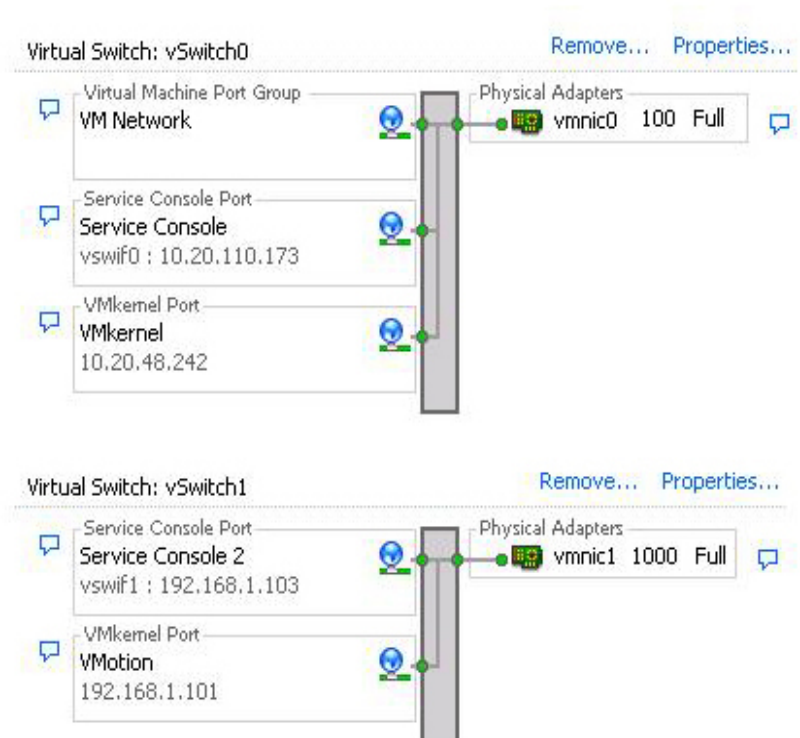 Virtual Switch: vSwitch0 Remove... Properties...
Virtual Machine Port Group
VM Network
Physical Adapters
vmnic0 100 Full
Service Console Port
Service Console
vswif0 : 10.20.110.173
VMkernel Port
VMkernel
10.20.48.242
Virtual Switch: vSwitch1 Remove... Properties...
Service Console Port
Service Console 2
vswif1 : 192.168.1.103
Physical Adapters
vmnic1 1000 Full
VMkernel Port
VMotion
192.168.1.101